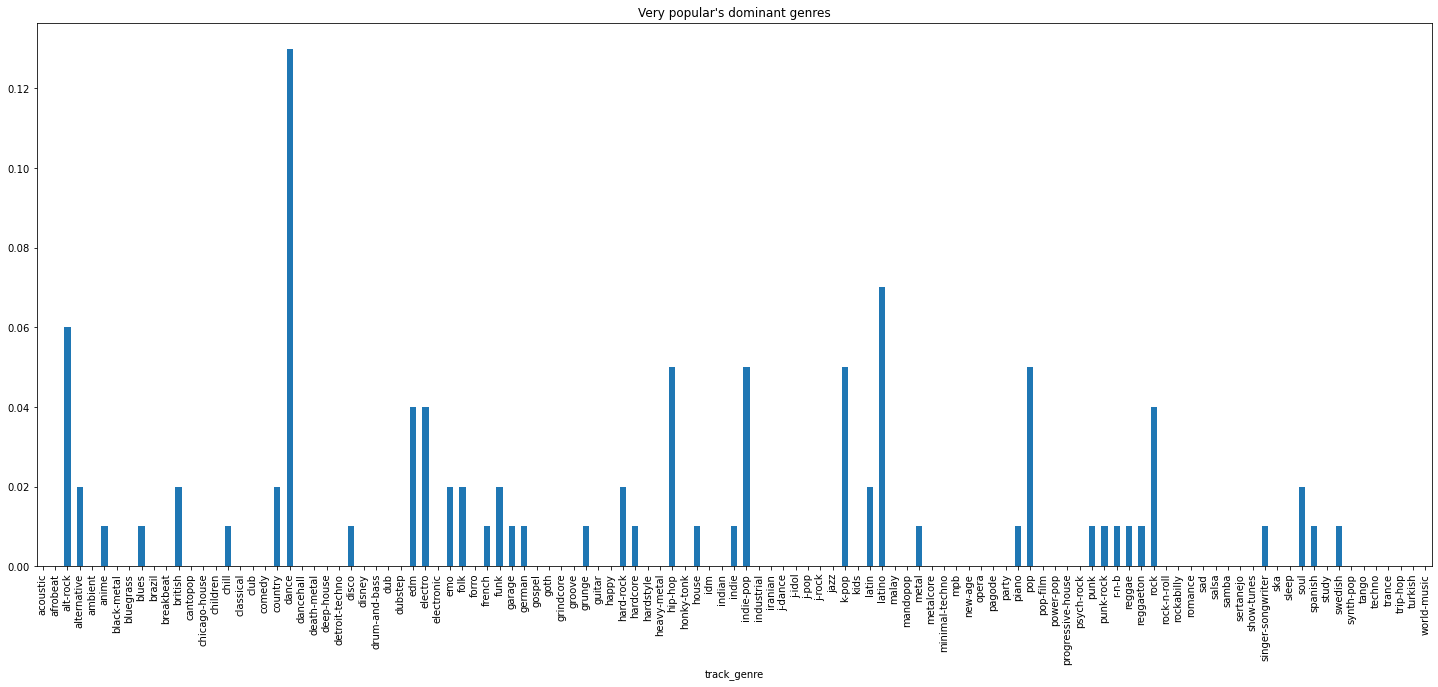 Very popular's dominant genres
0.12
0.10
0.08
0.06
0.04
0.02
0.00
acoustic
afrobeat
alt-rock
alternative
ambient
anime
black-metal
bluegrass
blues
brazil
breakbeat
british
cantopop
chicago-house
children
chill
classical
club
comedy
country
dance
dancehall
death-metal
deep-house
detroit-techno
disco
disney
drum-and-bass
dub
dubstep
edm
electro
electronic
emo
folk
forro
french
funk
garage
german
gospel
goth
grindcore
groove
grunge
guitar
happy
hard-rock
hardcore
hardstyle
heavy-metal
hip-hop
honky-tonk
house
idm
indian
indie
indie-pop
industrial
iranian
j-dance
j-idol
j-pop
j-rock
jazz
k-pop
kids
latin
latino
malay
mandopop
metal
metalcore
minimal-techno
mpb
new-age
opera
pagode
party
piano
pop
pop-film
power-pop
progressive-house
psych-rock
punk
punk-rock
r-n-b
reggae
reggaeton
rock
rock-n-roll
rockabilly
romance
sad
salsa
samba
sertanejo
show-tunes
singer-songwriter
ska
sleep
soul
spanish
study
swedish
synth-pop
tango
techno
trance
trip-hop
turkish
world-music
track_genre